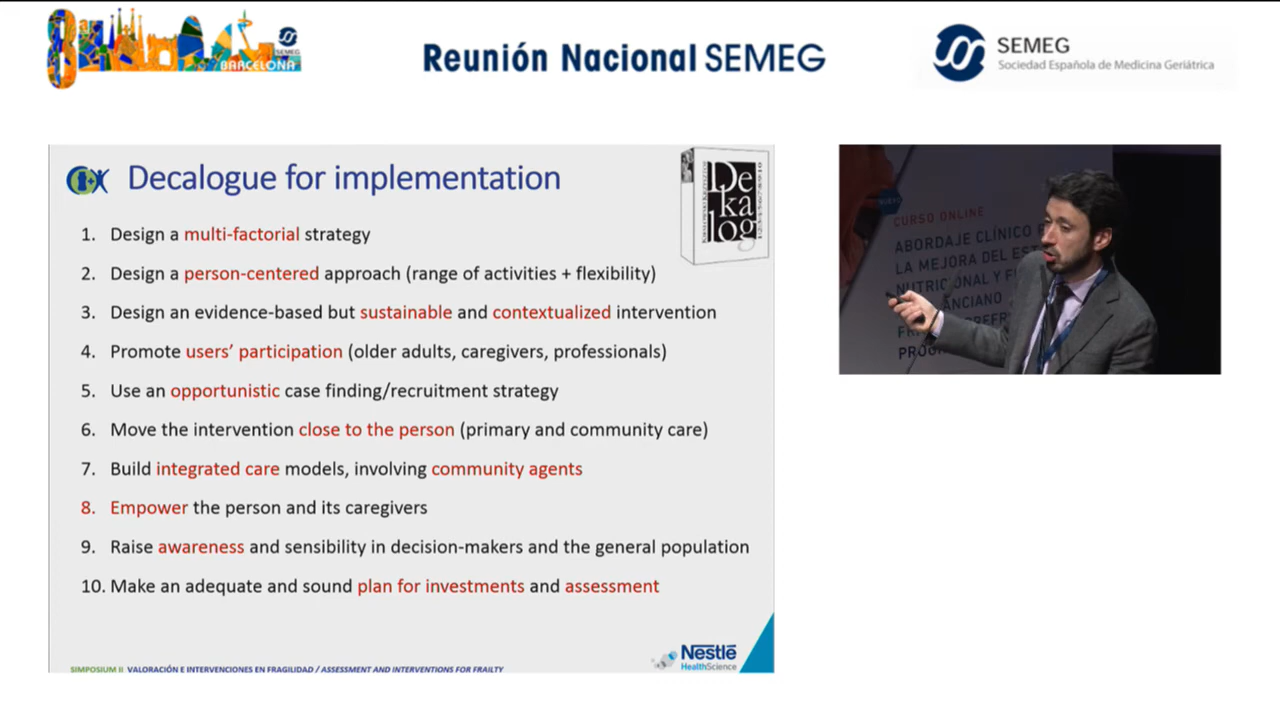 BARCELONA
SEMEG
Reunión Nacional SEMEG
SEMEG
Sociedad Española de Medicina Geriátrica
Decalogue for implementation
De
ka
log
1. Design a multi-factorial strategy
2. Design a person-centered approach (range of activities + flexibility)
3. Design an evidence-based but sustainable and contextualized intervention
4. Promote users’ participation (older adults, caregivers, professionals)
5. Use an opportunistic case finding/recruitment strategy
6. Move the intervention close to the person (primary and community care)
7. Build integrated care models, involving community agents
8. Empower the person and its caregivers
9. Raise awareness and sensibility in decision-makers and the general population
10. Make an adequate and sound plan for investments and assessment
SIMPOSIUM II VALORACIÓN E INTERVENCIONES EN FRAGILIDAD / ASSESSMENT AND INTERVENTIONS FOR FRAILTY
Nestlé
HealthScience
CURSO ONLINE
ABORDAJE CLÍNICO
LA MEJORA DEL